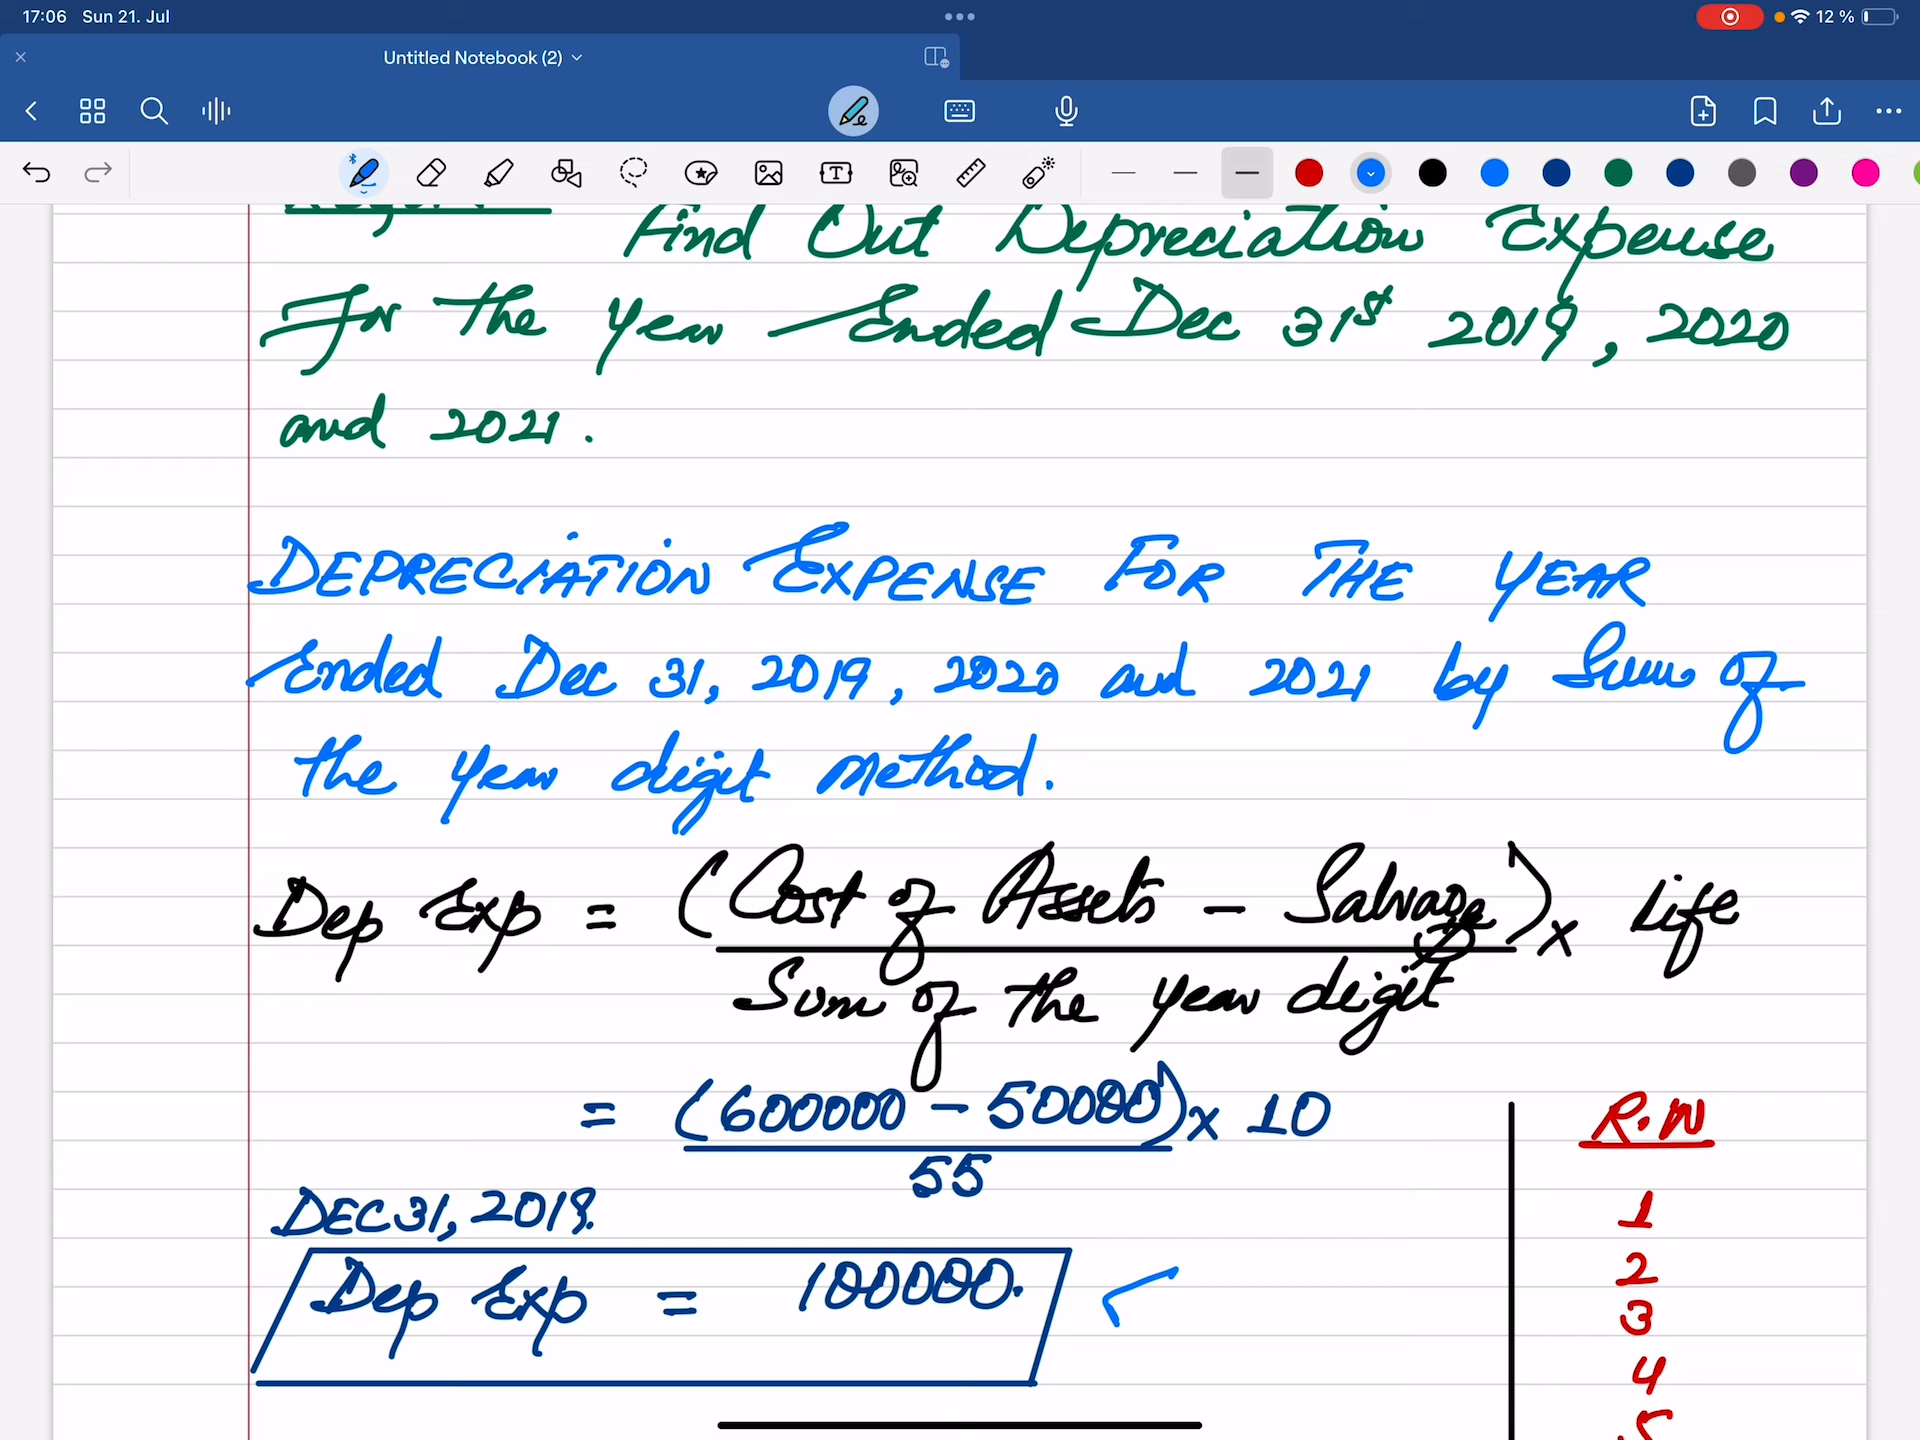 17:06 Sun 21. Jul
12 %
Untitled Notebook (2)
Find Out Depreciation Expense
For the year Ended Dec 31st 2019, 2020
and 2021.
DEPRECIATION EXPENSE FOR THE YEAR
Ended Dec 31, 2019, 2020 and 2021 by Sum of
the year digit method.
Dep Exp = (Cost of Assets - Salvage) x Life
Sum of the year digit
= (600000 - 50000) x 10
55
R.W
1
2
3
4
5
DEC 31, 2019.
Dep Exp = 100000.